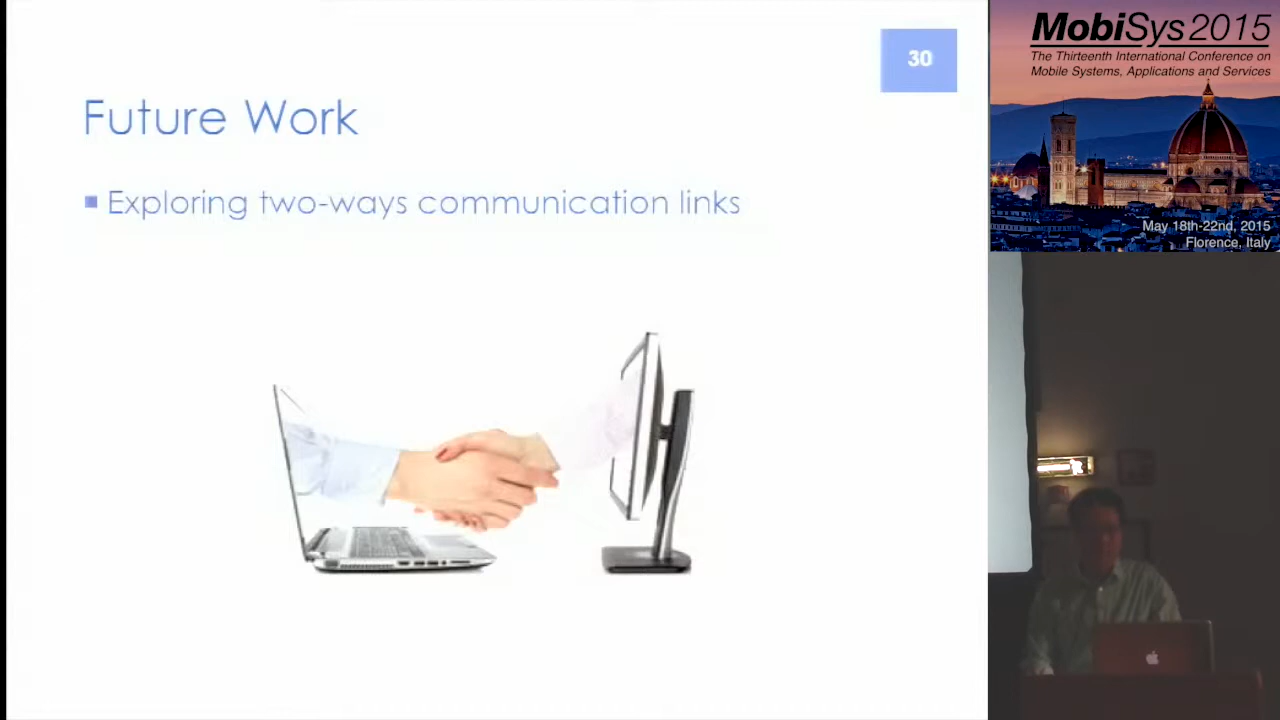 30
Future Work
Exploring two-ways communication links
MobiSys 2015
The Thirteenth International Conference on
Mobile Systems, Applications and Services
May 18th-22nd, 2015
Florence, Italy